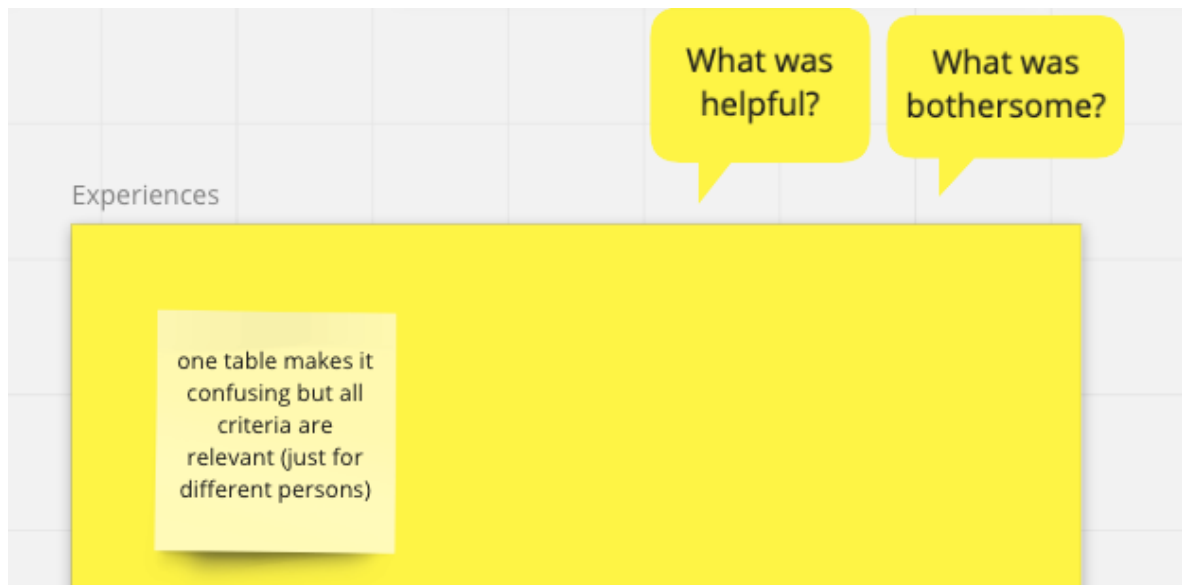 What was
helpful?
What was
bothersome?
Experiences
one table makes it
confusing but all
criteria are
relevant (just for
different persons)